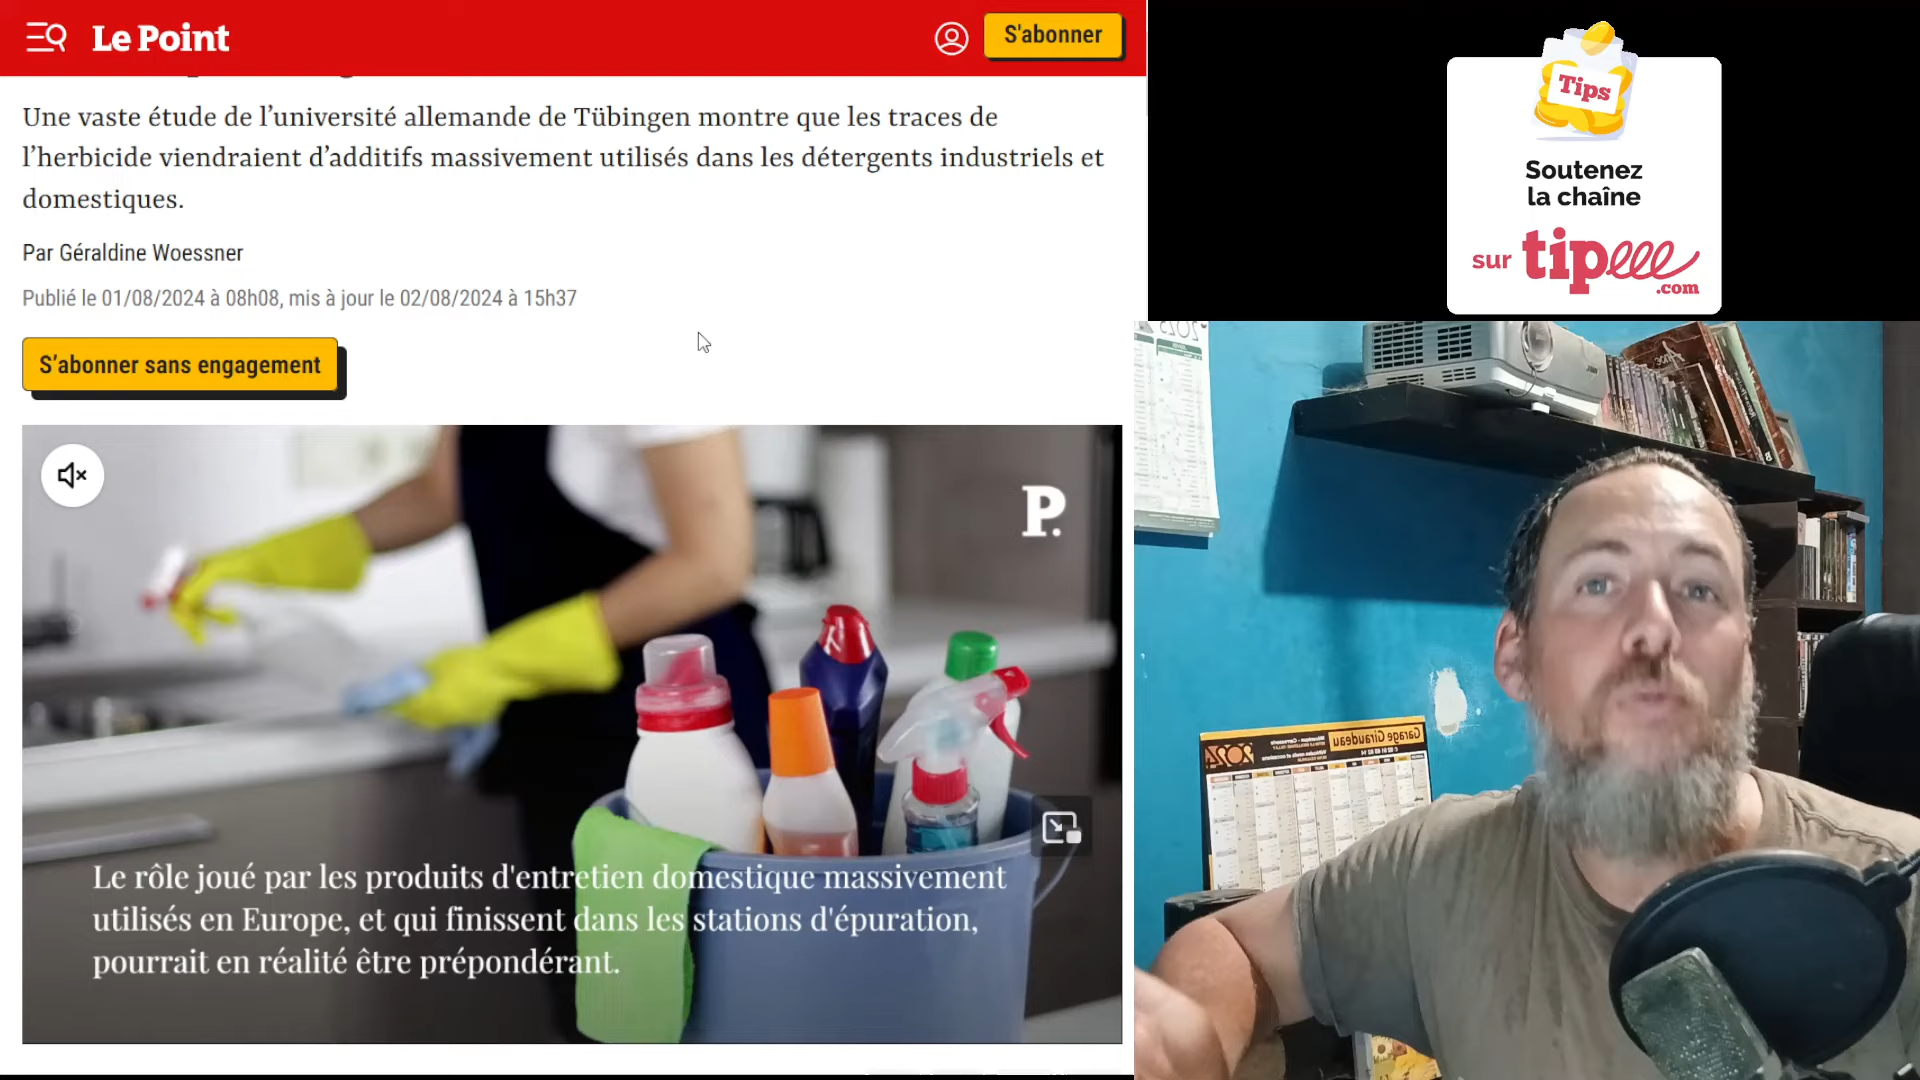 Le Point
S'abonner
Une vaste étude de l’université allemande de Tübingen montre que les traces de
l’herbicide viendraient d’additifs massivement utilisés dans les détergents industriels et
domestiques.
Par Géraldine Woessner
Publié le 01/08/2024 à 08h08, mis à jour le 02/08/2024 à 15h37
S’abonner sans engagement
P.
Le rôle joué par les produits d'entretien domestique massivement
utilisés en Europe, et qui finissent dans les stations d'épuration,
pourrait en réalité être prépondérant.
Tips
Soutenez
la chaîne
sur tipeee
.com
2025
Garage Giraudeau
2024